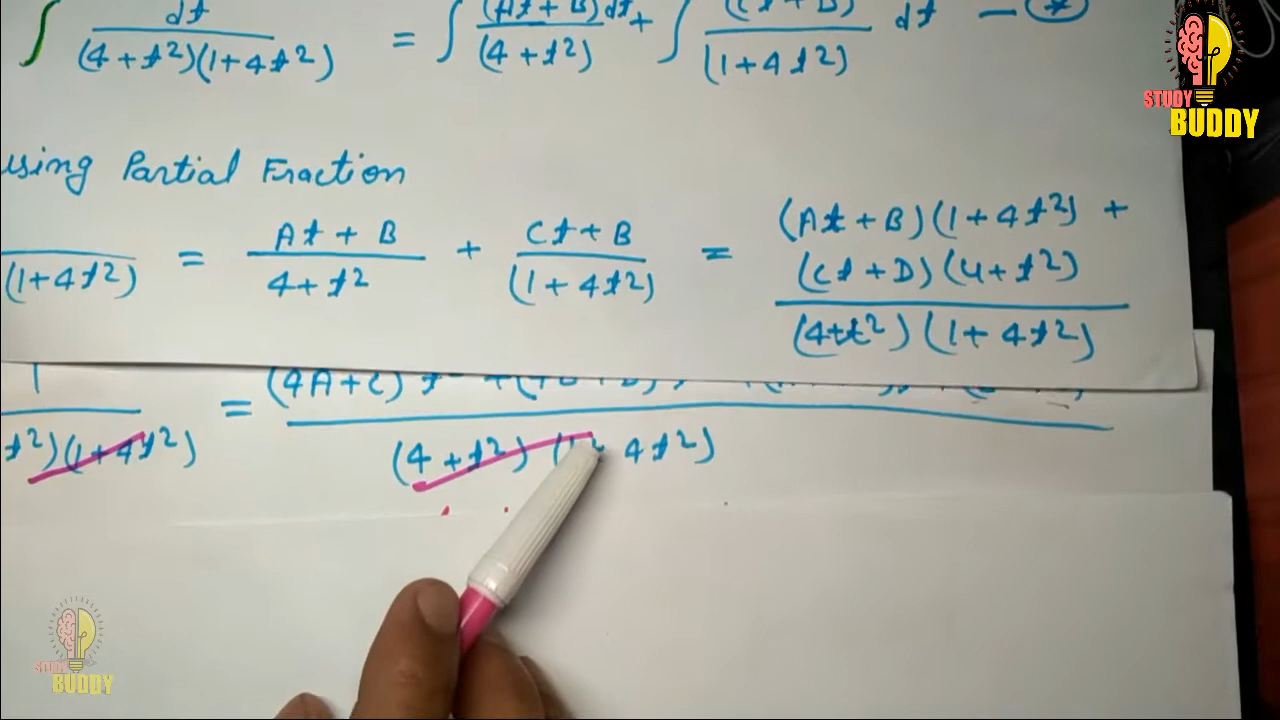 ∫ dt / (4+t²)(1+4t²) = ∫ (At+B)dt / (4+t²) + ∫ (Ct+B) / (1+4t²) dt — *
using Partial Fraction
(1+4t²) = At+B / 4+t² + Ct+B / (1+4t²) = (At+B)(1+4t²) + (Ct+D)(4+t²) / (4+t²)(1+4t²)
1 / t²)(1+4t²) = (4A+C) / (4+t²) 4t²)
STUDY
BUDDY
STUDY
BUDDY